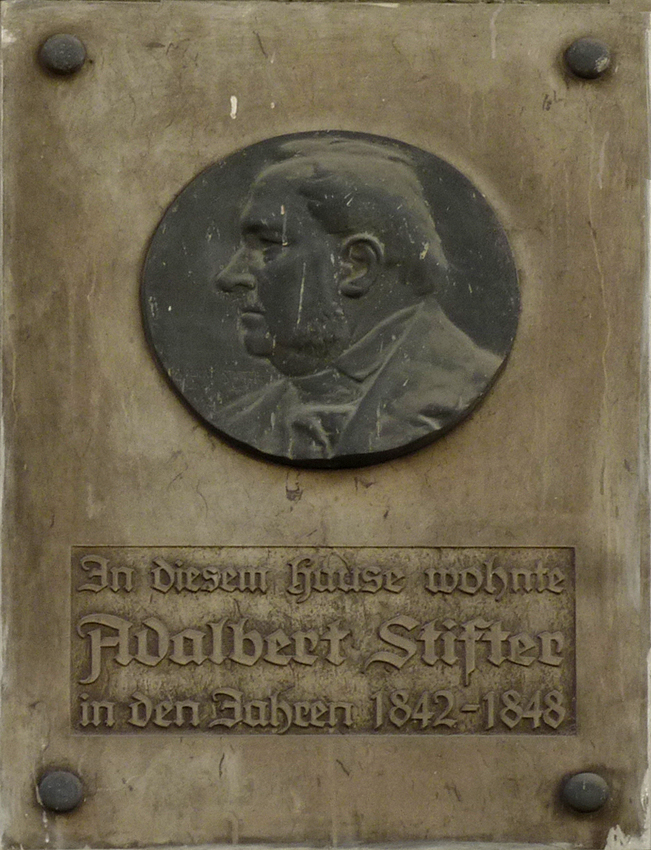 In diesem Hause wohnte
Adalbert Stifter
in den Jahren 1842-1848